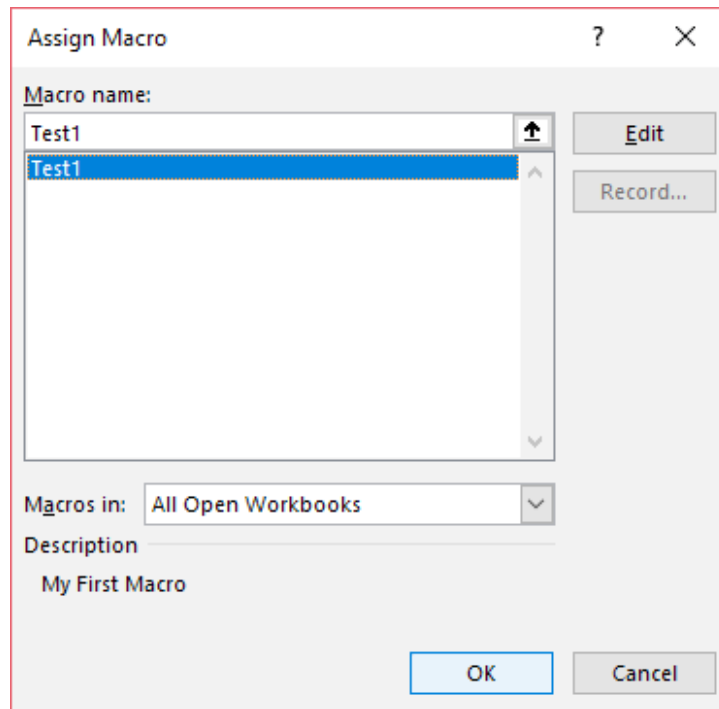 Assign Macro ?
Macro name:
Test1
Edit
Test1
Record...
Macros in: All Open Workbooks
Description
My First Macro
OK Cancel